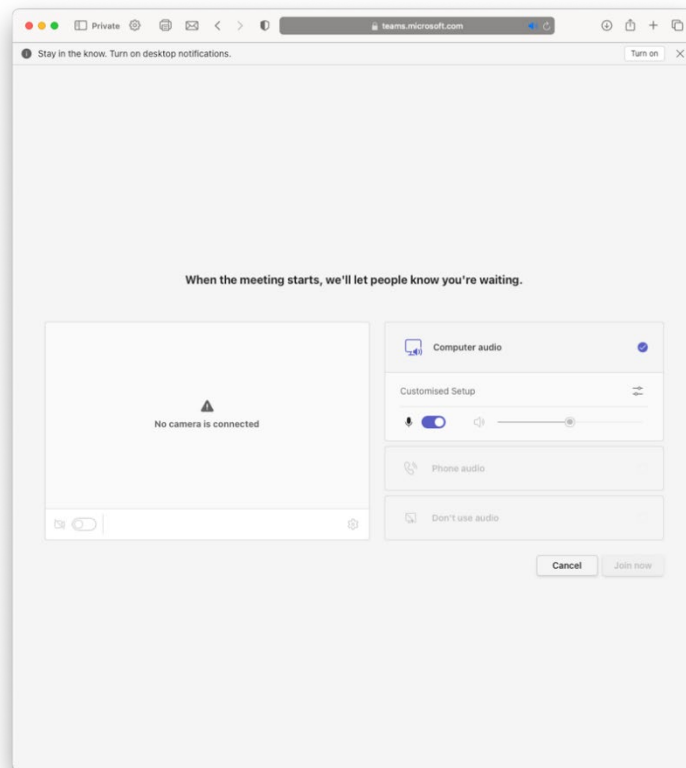 Private
teams.microsoft.com
Stay in the know. Turn on desktop notifications.
Turn on
When the meeting starts, we'll let people know you're waiting.
No camera is connected
Computer audio
Customised Setup
Phone audio
Don't use audio
Cancel
Join now